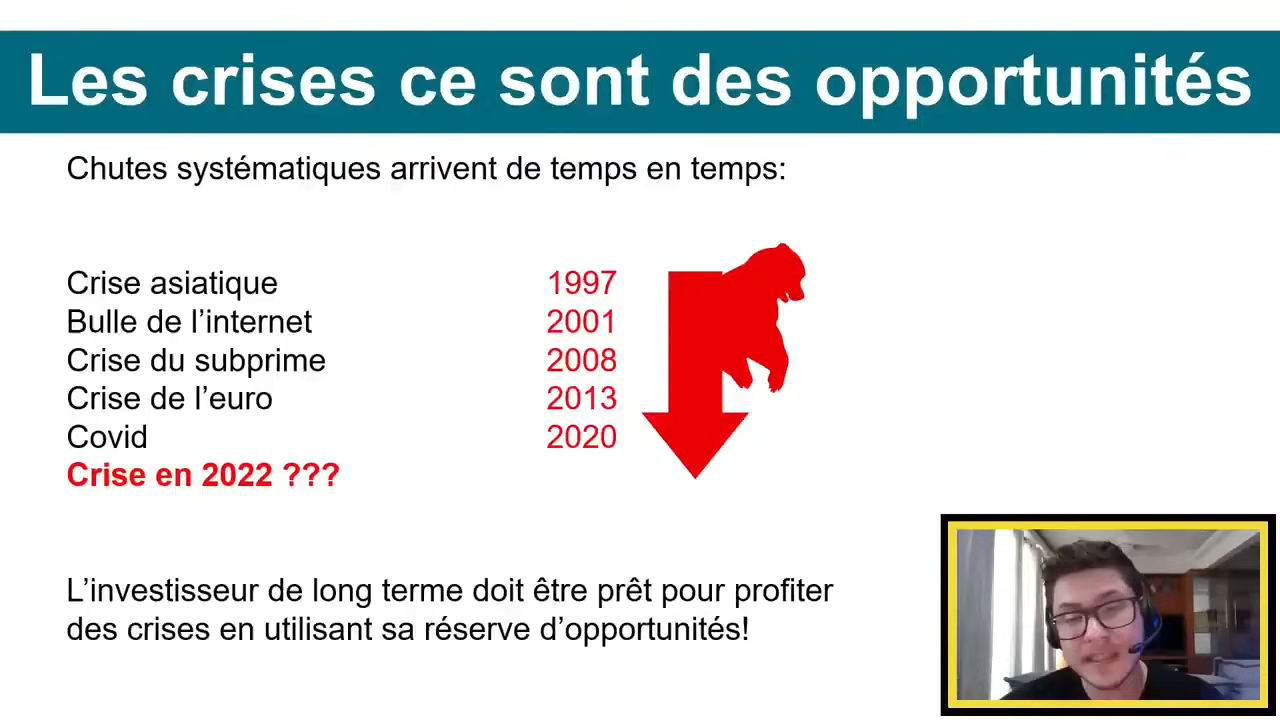 Les crises ce sont des opportunités
Chutes systématiques arrivent de temps en temps:
Crise asiatique 1997
Bulle de l’internet 2001
Crise du subprime 2008
Crise de l’euro 2013
Covid 2020
Crise en 2022 ???
L’investisseur de long terme doit être prêt pour profiter
des crises en utilisant sa réserve d’opportunités!